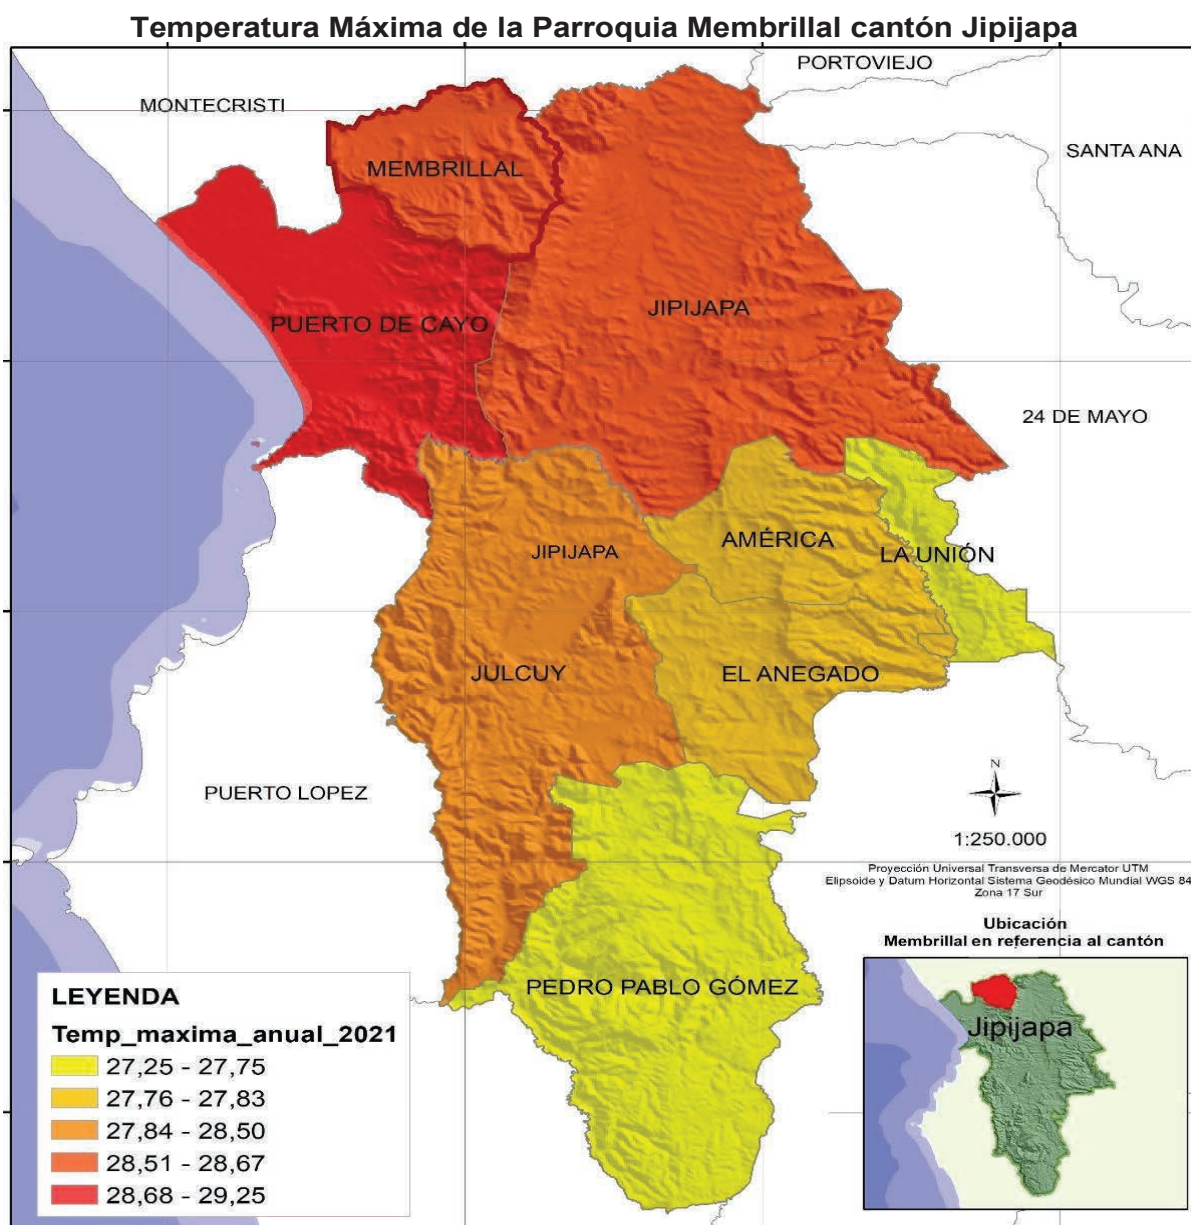 Temperatura Máxima de la Parroquia Membrillal cantón Jipijapa
PORTOVIEJO
MONTECRISTI
SANTA ANA
MEMBRILLAL
JIPIJAPA
PUERTO DE CAYO
24 DE MAYO
AMÉRICA
JIPIJAPA
LA UNIÓN
JULCUY
EL ANEGADO
PUERTO LOPEZ
N
1:250.000
Proyección Universal Transversa de Mercator UTM
Elipsoide y Datum Horizontal Sistema Geodésico Mundial WGS 84
Zona 17 Sur
Ubicación
Membrillal en referencia al cantón
Jipijapa
PEDRO PABLO GÓMEZ
LEYENDA
Temp_maxima_anual_2021
27,25 - 27,75
27,76 - 27,83
27,84 - 28,50
28,51 - 28,67
28,68 - 29,25